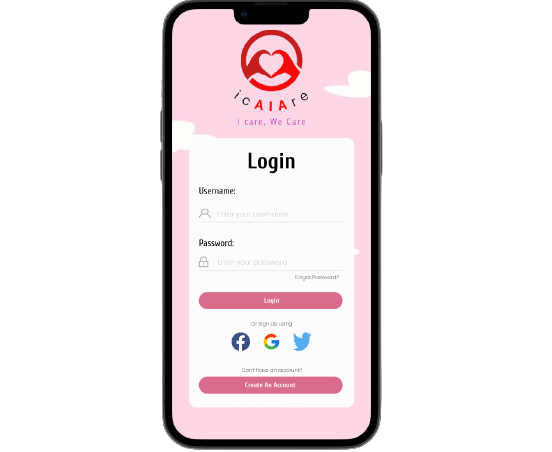 icAIAre
I care, We Care
Login
Username:
Enter your username
Password:
Enter your password
Forgot Password?
Login
Or Sign Up using
Don't have an account?
Create An Account